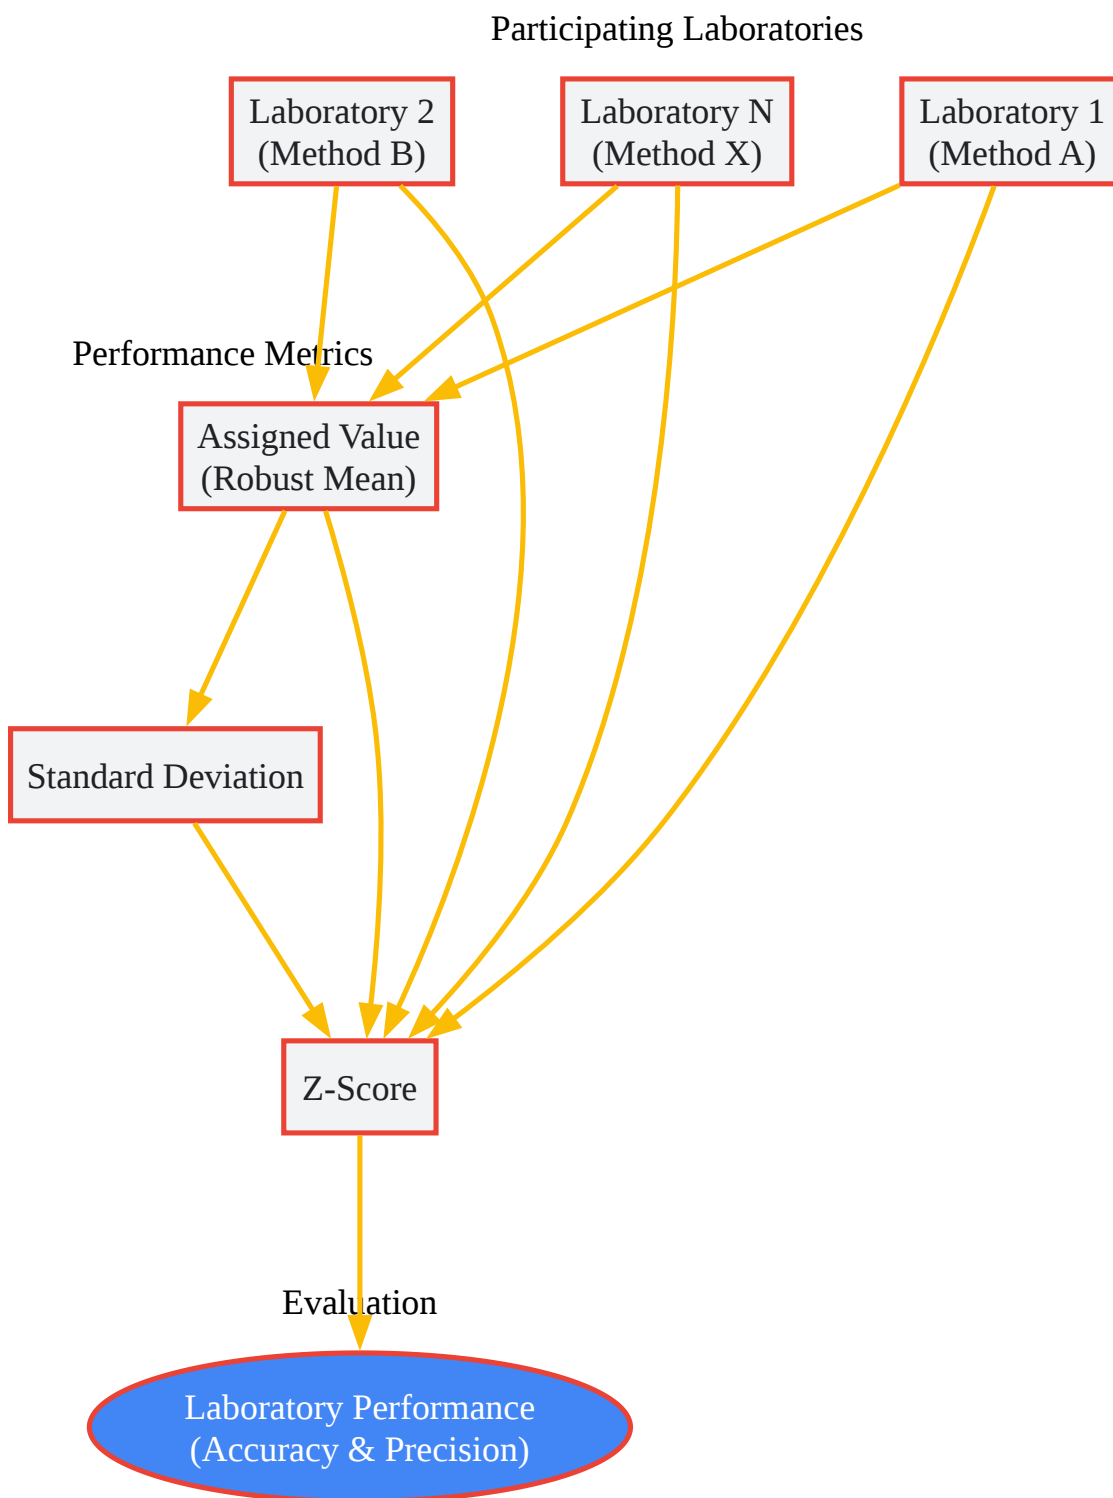 Participating Laboratories
Laboratory 2
(Method B)
Laboratory N
(Method X)
Laboratory 1
(Method A)
Performance Metrics
Assigned Value
(Robust Mean)
Standard Deviation
Z-Score
Evaluation
Laboratory Performance
(Accuracy & Precision)